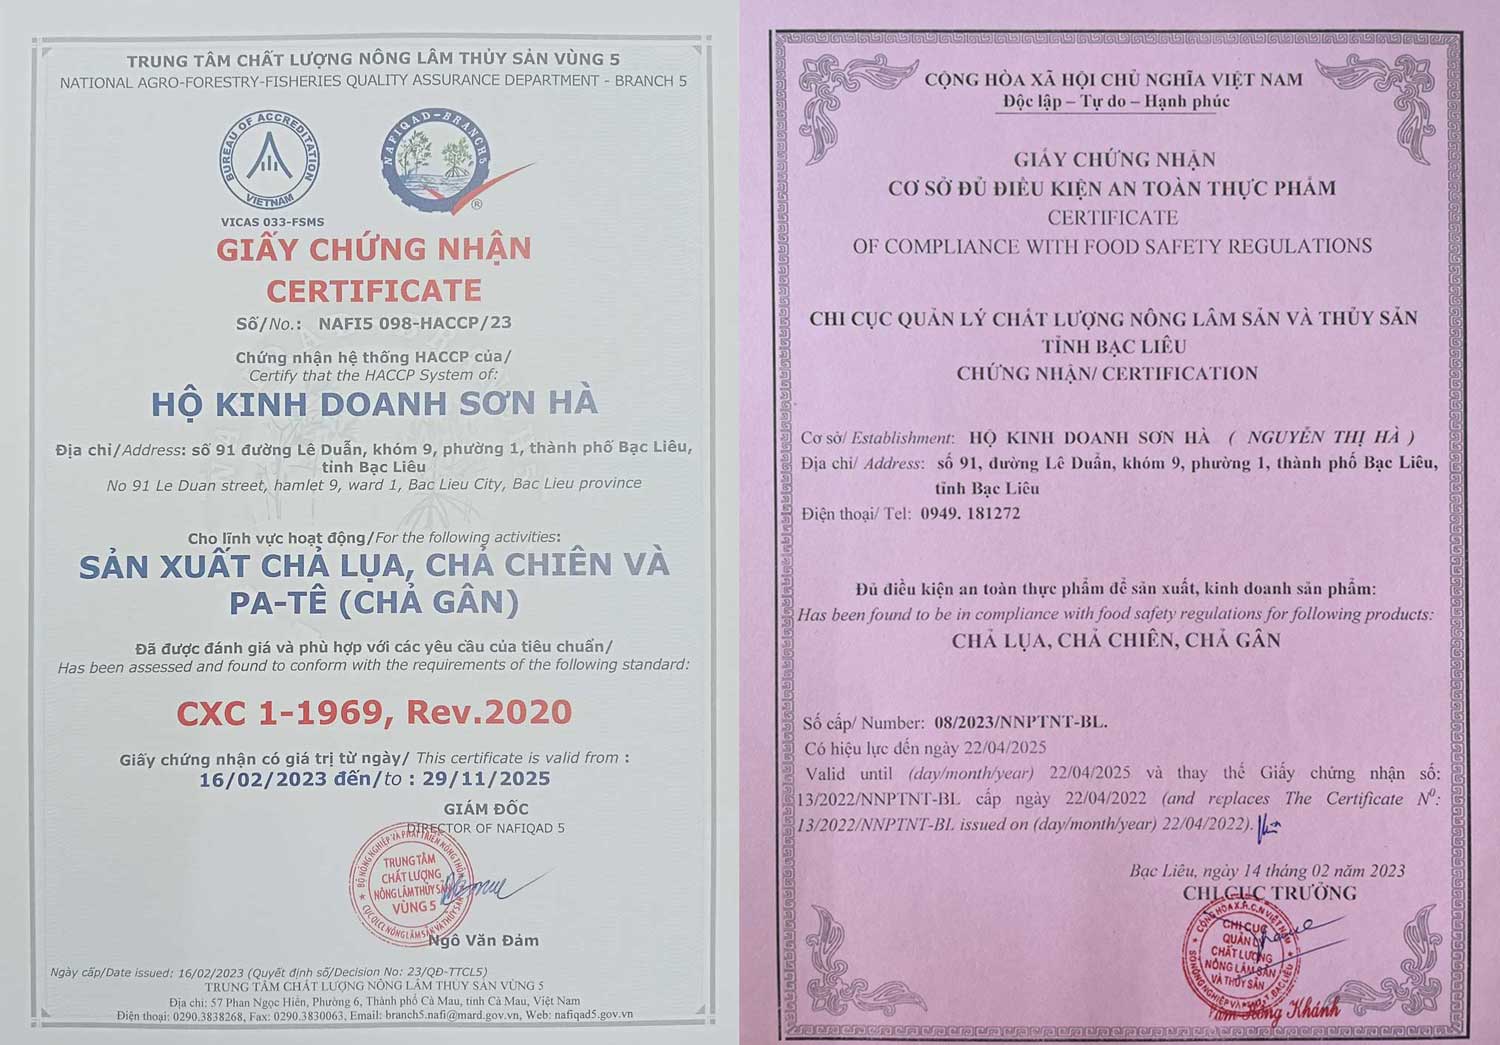 TRUNG TÂM CHẤT LƯỢNG NÔNG LÂM THỦY SẢN VÙNG 5
NATIONAL AGRO-FORESTRY-FISHERIES QUALITY ASSURANCE DEPARTMENT - BRANCH 5
BUREAU OF ACCREDITATION
VIETNAM
NAFIQAD-BRANCH5
®
VICAS 033-FSMS
GIẤY CHỨNG NHẬN
CERTIFICATE
Số/No.: NAFI5 098-HACCP/23
Chứng nhận hệ thống HACCP của/
Certify that the HACCP System of:
HỘ KINH DOANH SƠN HÀ
Địa chỉ/Address: số 91 đường Lê Duẩn, khóm 9, phường 1, thành phố Bạc Liêu,
tỉnh Bạc Liêu
No 91 Le Duan street, hamlet 9, ward 1, Bac Lieu City, Bac Lieu province
Cho lĩnh vực hoạt động/For the following activities:
SẢN XUẤT CHẢ LỤA, CHẢ CHIÊN VÀ
PA-TÊ (CHẢ GÂN)
Đã được đánh giá và phù hợp với các yêu cầu của tiêu chuẩn/
Has been assessed and found to conform with the requirements of the following standard:
CXC 1-1969, Rev.2020
Giấy chứng nhận có giá trị từ ngày/ This certificate is valid from :
16/02/2023 đến/to : 29/11/2025
GIÁM ĐỐC
DIRECTOR OF NAFIQAD 5
BỘ NÔNG NGHIỆP VÀ PHÁT TRIỂN NÔNG THÔN
TRUNG TÂM
CHẤT LƯỢNG
NÔNG LÂM THỦY SẢN
VÙNG 5
Ngô Văn Đảm
Ngày cấp/Date issued: 16/02/2023 (Quyết định số/Decision No: 23/QĐ-TTCL5)
TRUNG TÂM CHẤT LƯỢNG NÔNG LÂM THỦY SẢN VÙNG 5
Địa chỉ: 57 Phan Ngọc Hiển, Phường 6, Thành phố Cà Mau, tỉnh Cà Mau, Việt Nam
Điện thoại: 0290.3838268, Fax: 0290.3830063, Email: branch5.nafi@mard.gov.vn, Web: nafiqad5.gov.vn
CỘNG HÒA XÃ HỘI CHỦ NGHĨA VIỆT NAM
Độc lập – Tự do – Hạnh phúc
GIẤY CHỨNG NHẬN
CƠ SỞ ĐỦ ĐIỀU KIỆN AN TOÀN THỰC PHẨM
CERTIFICATE
OF COMPLIANCE WITH FOOD SAFETY REGULATIONS
CHI CỤC QUẢN LÝ CHẤT LƯỢNG NÔNG LÂM SẢN VÀ THỦY SẢN
TỈNH BẠC LIÊU
CHỨNG NHẬN/ CERTIFICATION
Cơ sở/ Establishment: HỘ KINH DOANH SƠN HÀ ( NGUYỄN THỊ HÀ )
Địa chỉ/ Address: số 91, đường Lê Duẩn, khóm 9, phường 1, thành phố Bạc Liêu,
tỉnh Bạc Liêu
Điện thoại/ Tel: 0949. 181272
Đủ điều kiện an toàn thực phẩm để sản xuất, kinh doanh sản phẩm:
Has been found to be in compliance with food safety regulations for following products:
CHẢ LỤA, CHẢ CHIÊN, CHẢ GÂN
Số cấp/ Number: 08/2023/NNPTNT-BL.
Có hiệu lực đến ngày 22/04/2025
Valid until (day/month/year) 22/04/2025 và thay thế Giấy chứng nhận số:
13/2022/NNPTNT-BL cấp ngày 22/04/2022 (and replaces The Certificate N⁰:
13/2022/NNPTNT-BL issued on (day/month/year) 22/04/2022).
Bạc Liêu, ngày 14 tháng 02 năm 2023
CHI CỤC TRƯỞNG
CHI CỤC
QUẢN LÝ
CHẤT LƯỢNG
NÔNG LÂM SẢN
VÀ THỦY SẢN
Hồng Khánh